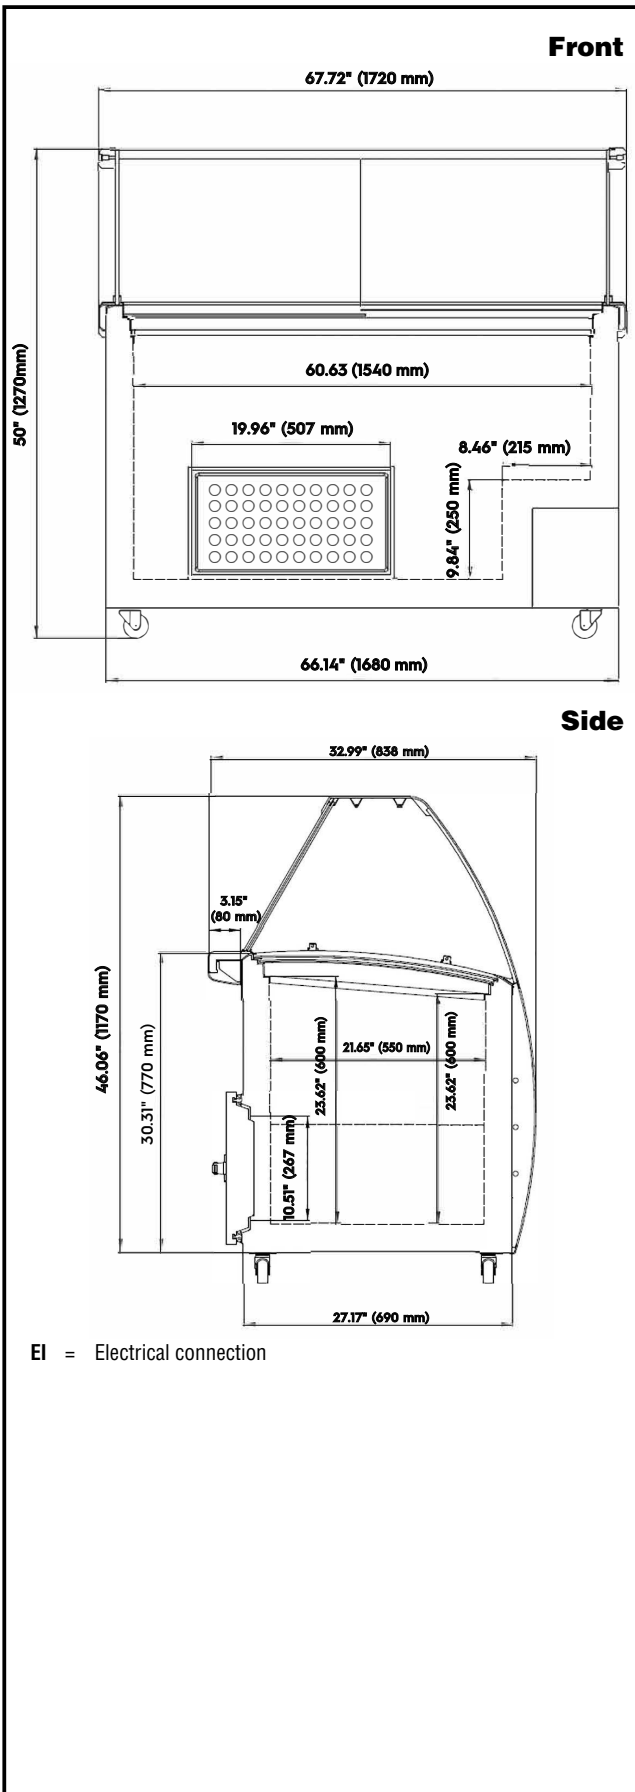 Front
67.72" (1720 mm)
50" (1270mm)
60.63 (1540 mm)
19.96" (507 mm)
8.46" (215 mm)
9.84" (250 mm)
66.14" (1680 mm)
Side
32.99" (838 mm)
3.15"
(80 mm)
46.06" (1170 mm)
30.31" (770 mm)
21.65" (550 mm)
23.62" (600 mm)
23.62" (600 mm)
10.51" (267 mm)
27.17" (690 mm)
EI = Electrical connection